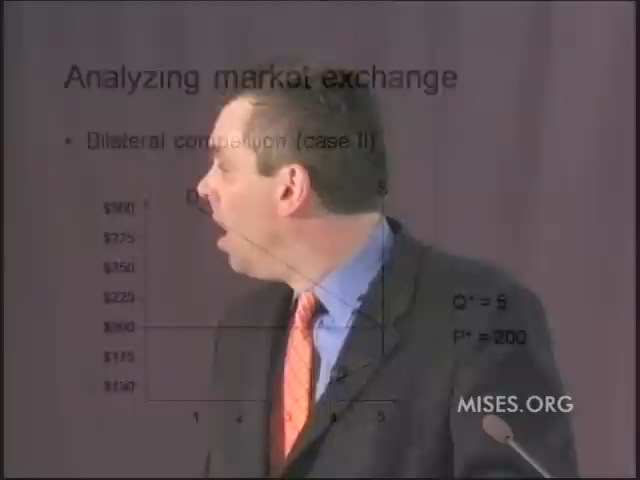 Analyzing market exchange
• Bilateral competition (case II)
D S
$300
$275
$250
$225
$200
$175
$150
Q* = 5
P* = 200
1 2 3 4 5
MISES.ORG